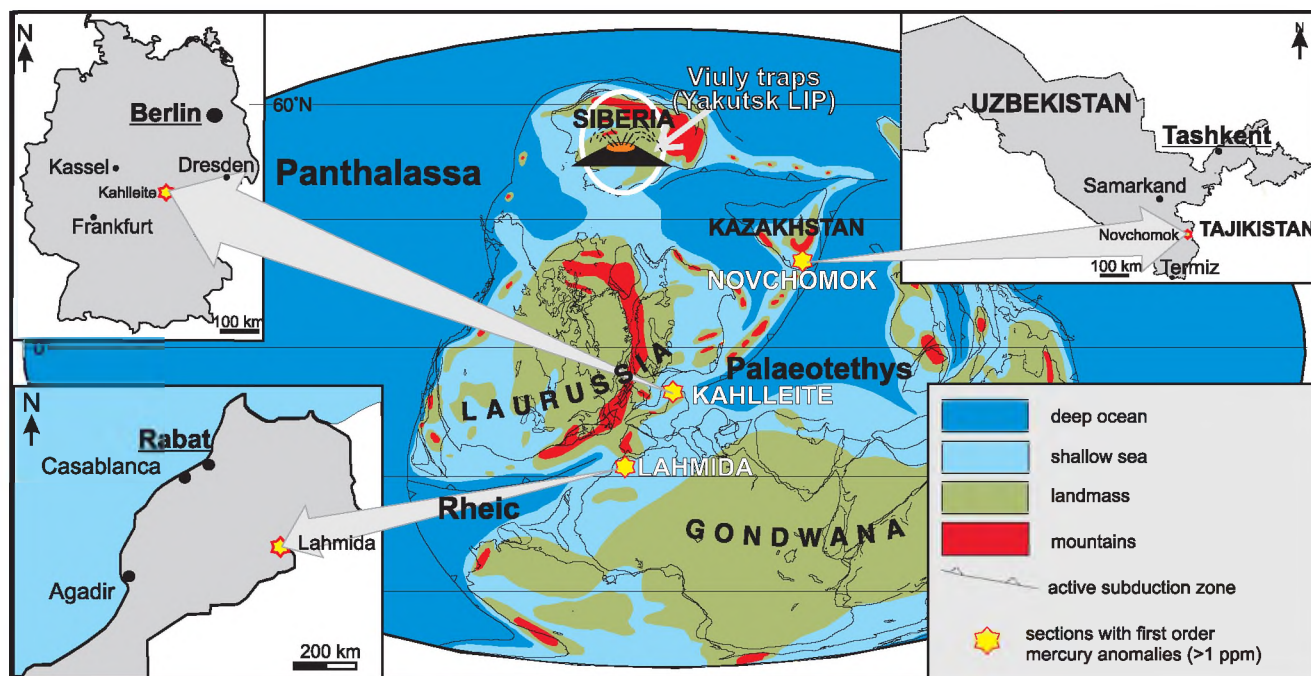 N
Berlin
Kassel
Dresden
Kahlleite
Frankfurt
100 km
60°N
Viuly traps
(Yakutsk LIP)
SIBERIA
Panthalassa
KAZAKHSTAN
NOVCHOMOK
Palaeotethys
LAURUSSIA
KAHLLEITE
LAHMIDA
Rheic
GONDWANA
N
UZBEKISTAN
Tashkent
Samarkand
Novchomok
TAJIKISTAN
100 km
Termiz
0°
N
Rabat
Casablanca
Lahmida
Agadir
200 km
deep ocean
shallow sea
landmass
mountains
active subduction zone
sections with first order
mercury anomalies (>1 ppm)